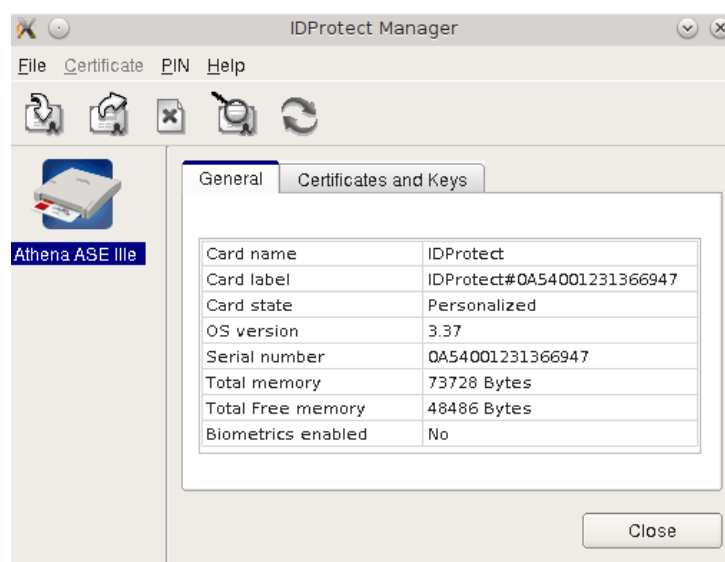 IDProtect Manager
File Certificate PIN Help
General Certificates and Keys
Athena ASE IIIe
Card name IDProtect
Card label IDProtect#0A54001231366947
Card state Personalized
OS version 3.37
Serial number 0A54001231366947
Total memory 73728 Bytes
Total Free memory 48486 Bytes
Biometrics enabled No
Close